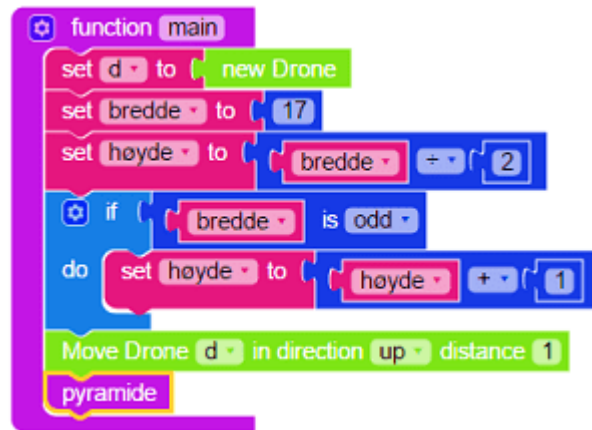 function main
set d to new Drone
set bredde to 17
set høyde to bredde ÷ 2
if bredde is odd
do set høyde to høyde + 1
Move Drone d in direction up distance 1
pyramide